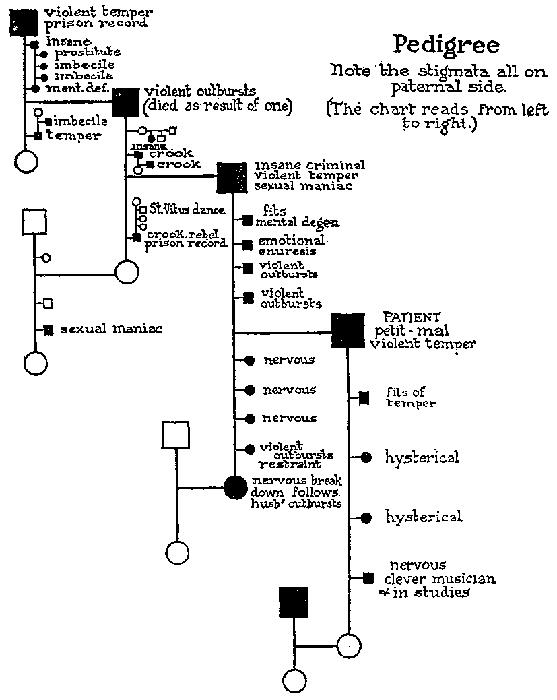 violent temper
prison record
insane
prostitute
imbecile
imbecile
ment. def.
imbecile
temper
Pedigree
Note the stigmata all on
paternal side.
(The chart reads from left
to right.)
violent outbursts
(died as result of one)
insane
crook
crook
St. Vitus dance
crook, rebel
prison record
sexual maniac
insane criminal
violent temper
sexual maniac
fits
mental degen.
emotional
enuresis
violent
outbursts
violent
outbursts
nervous
nervous
nervous
violent
outbursts
restraint
nervous break
down follows
husb' outbursts
PATIENT
petit-mal
violent temper
fits of
temper
hysterical
hysterical
nervous
clever musician
& in studies